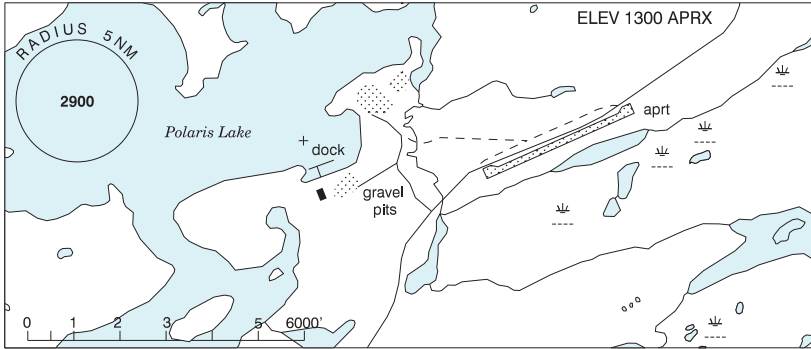 ELEV 1300 APRX
RADIUS 5NM
2900
aprt
Polaris Lake
dock
gravel
pits
0 1 2 3 4 5 6000'